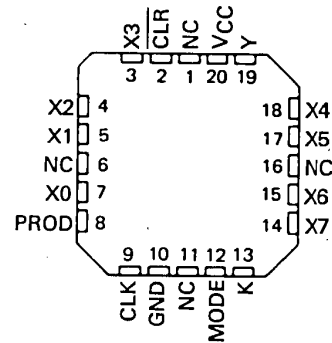 X3 CLR NC VCC Y
3 2 1 20 19
X2 4 18 X4
X1 5 17 X5
NC 6 16 NC
X0 7 15 X6
PROD 8 14 X7
9 10 11 12 13
CLK GND NC MODE K